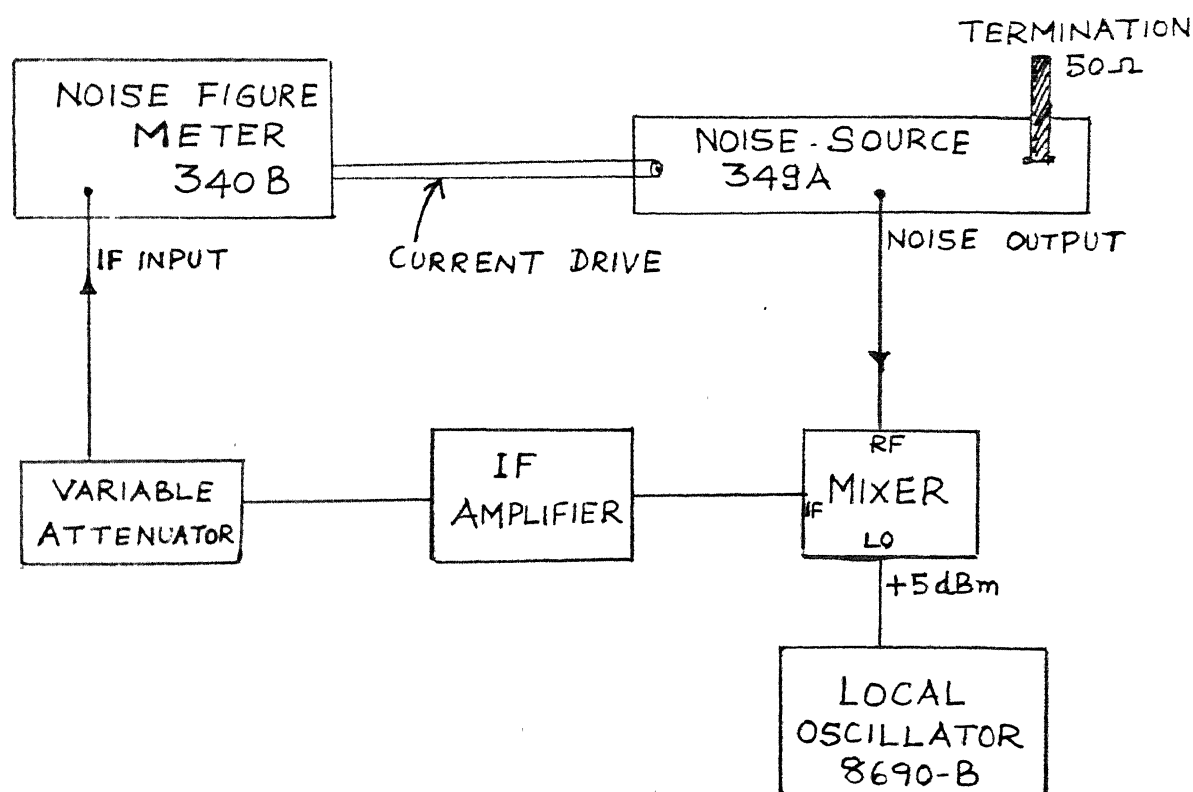 TERMINATION
50Ω
NOISE FIGURE
METER
340B
NOISE-SOURCE
349A
IF INPUT
CURRENT DRIVE
NOISE OUTPUT
VARIABLE
ATTENUATOR
IF
AMPLIFIER
RF
MIXER
IF
LO
+5dBm
LOCAL
OSCILLATOR
8690-B